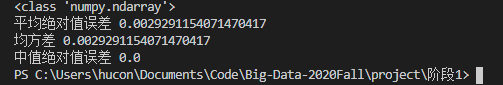 <class 'numpy.ndarray'>
平均绝对值误差 0.0029291154071470417
均方差 0.0029291154071470417
中值绝对值误差 0.0
PS C:\Users\hucon\Documents\Code\Big-Data-2020Fall\project\阶段1>